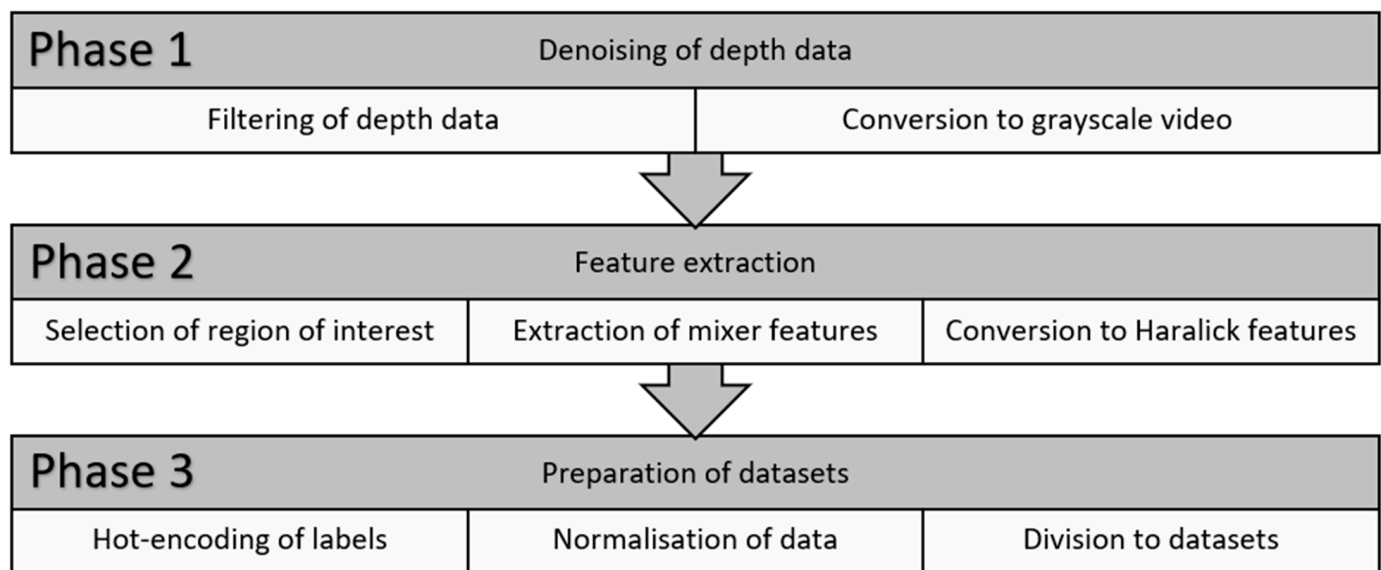 Phase 1
Denoising of depth data
Filtering of depth data
Conversion to grayscale video
Phase 2
Feature extraction
Selection of region of interest
Extraction of mixer features
Conversion to Haralick features
Phase 3
Preparation of datasets
Hot-encoding of labels
Normalisation of data
Division to datasets